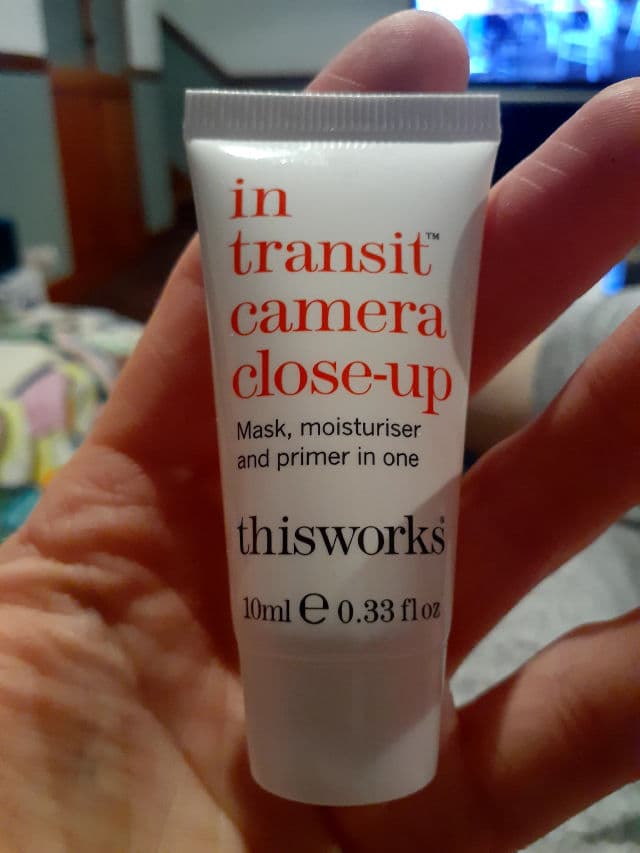 in
transit™
camera
close-up
Mask, moisturiser
and primer in one
thisworks®
10ml ℮ 0.33 fl oz